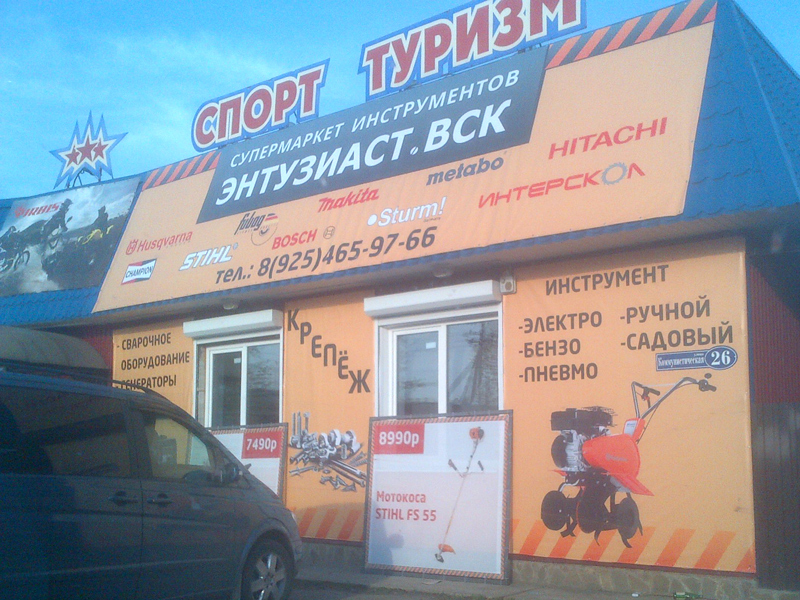 СПОРТ ТУРИЗМ
СУПЕРМАРКЕТ ИНСТРУМЕНТОВ
ЭНТУЗИАСТ.ВСК
Husqvarna
fubag
makita
metabo
HITACHI
CHAMPION
STIHL
BOSCH
Sturm!
ИНТЕРСКОЛ
тел.: 8(925)465-97-66
- СВАРОЧНОЕ
ОБОРУДОВАНИЕ
- ГЕНЕРАТОРЫ
КРЕПЁЖ
ИНСТРУМЕНТ
-ЭЛЕКТРО
-БЕНЗО
-ПНЕВМО
-РУЧНОЙ
-САДОВЫЙ
Коммунистическая 26
7490р
8990р
Мотокоса
STIHL FS 55